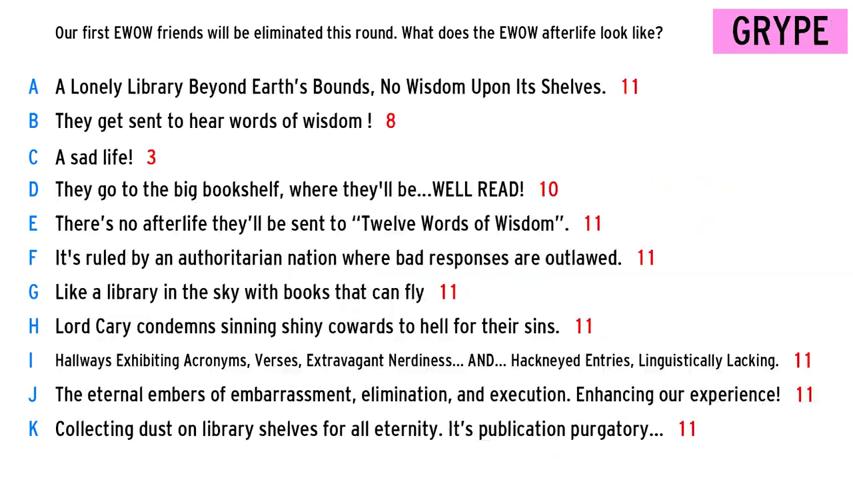 Our first EWOW friends will be eliminated this round. What does the EWOW afterlife look like?
GRYPE
A A Lonely Library Beyond Earth's Bounds, No Wisdom Upon Its Shelves. 11
B They get sent to hear words of wisdom ! 8
C A sad life! 3
D They go to the big bookshelf, where they'll be...WELL READ! 10
E There's no afterlife they'll be sent to “Twelve Words of Wisdom”. 11
F It's ruled by an authoritarian nation where bad responses are outlawed. 11
G Like a library in the sky with books that can fly 11
H Lord Cary condemns sinning shiny cowards to hell for their sins. 11
I Hallways Exhibiting Acronyms, Verses, Extravagant Nerdiness... AND... Hackneyed Entries, Linguistically Lacking. 11
J The eternal embers of embarrassment, elimination, and execution. Enhancing our experience! 11
K Collecting dust on library shelves for all eternity. It's publication purgatory... 11